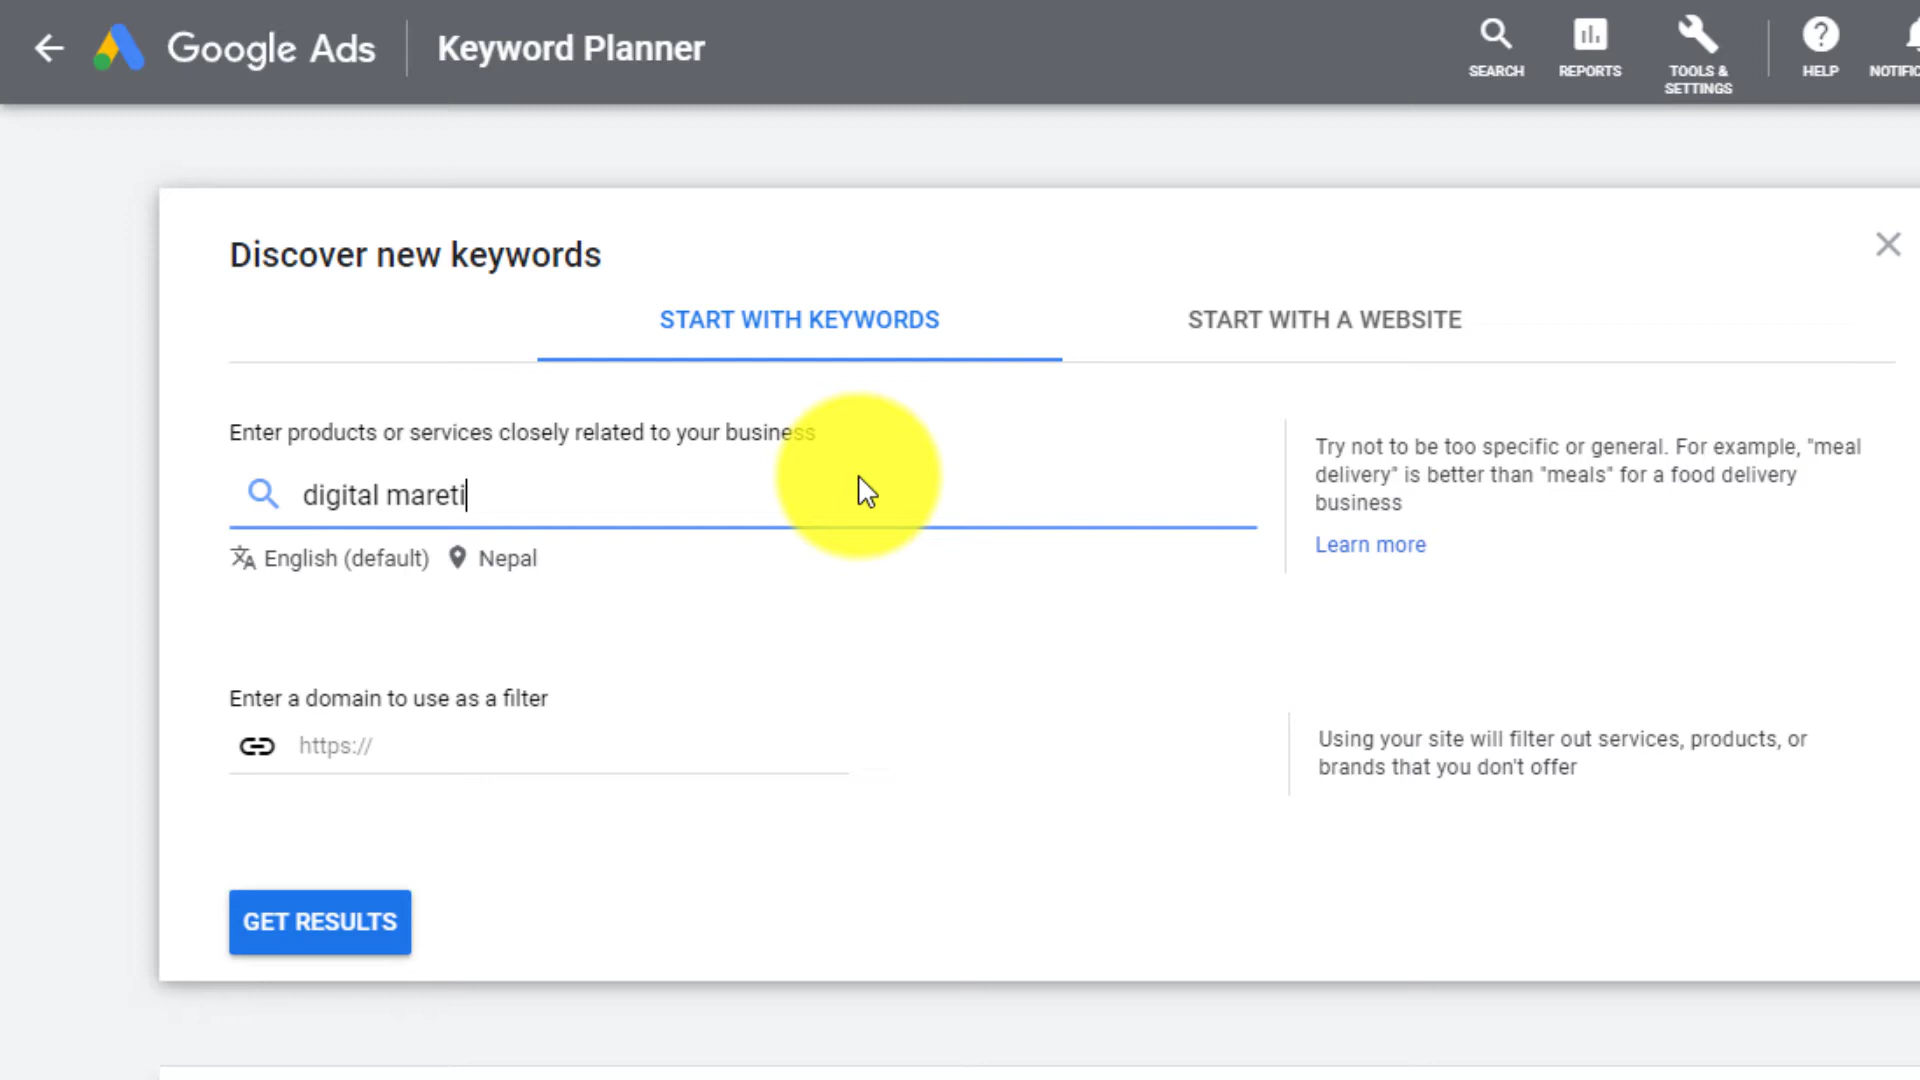 Google Ads
Keyword Planner
SEARCH
REPORTS
TOOLS &
SETTINGS
HELP
NOTIFIC
Discover new keywords
START WITH KEYWORDS
START WITH A WEBSITE
Enter products or services closely related to your business
digital mareti
English (default)
Nepal
Try not to be too specific or general. For example, "meal
delivery" is better than "meals" for a food delivery
business
Learn more
Enter a domain to use as a filter
https://
Using your site will filter out services, products, or
brands that you don't offer
GET RESULTS